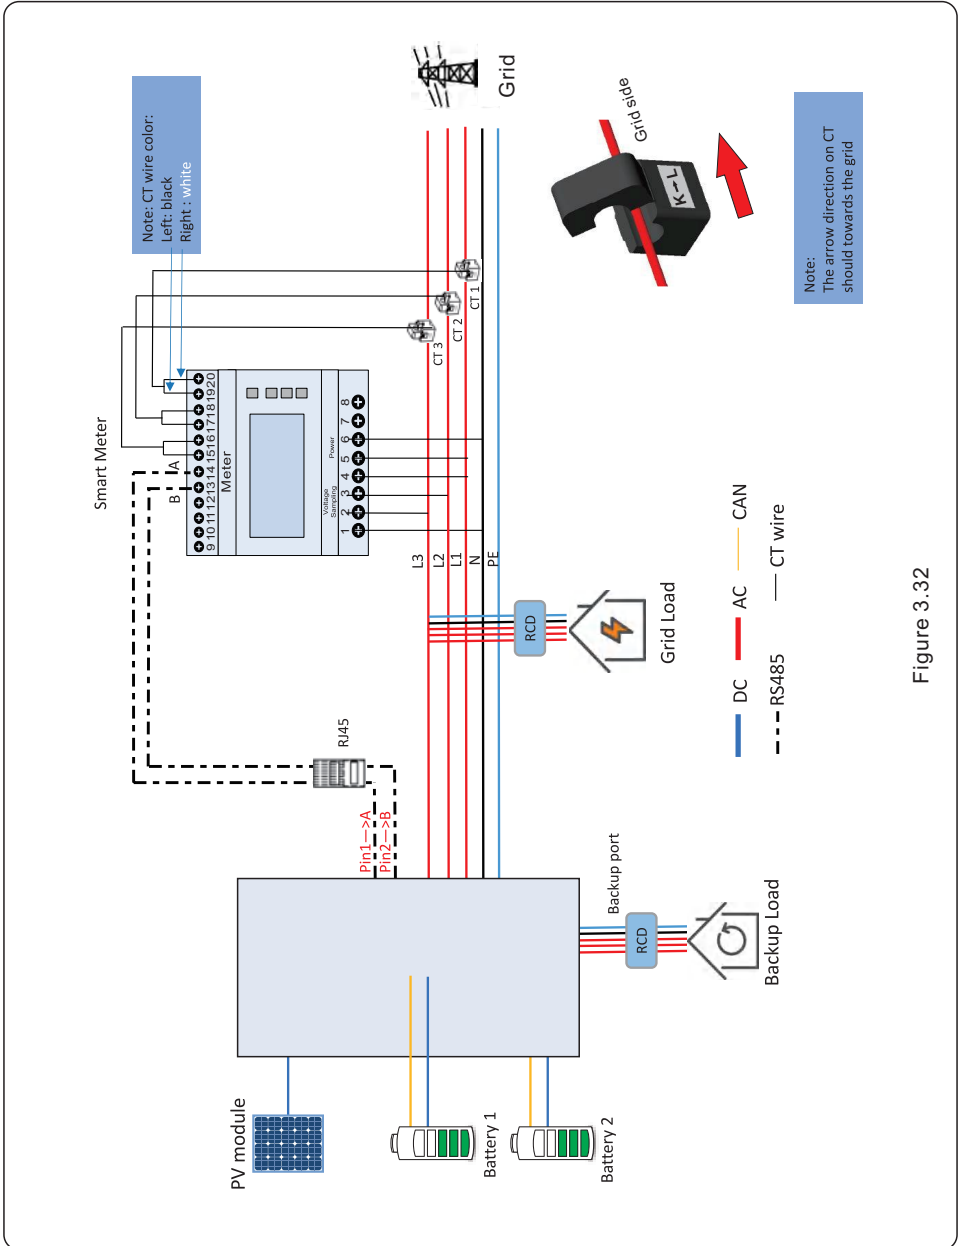 Smart Meter
Note: CT wire color:
Left: black
Right : white
B
A
9 10 11 12 13 14 15 16 17 18 19 20
Meter
Voltage
Sampling
Power
1 2 3 4 5 6 7 8
RJ45
Pin1—>A
Pin2—>B
L3
L2
L1
N
PE
CT 3
CT 2
CT 1
Grid
PV module
Battery 1
Battery 2
Backup port
RCD
Backup Load
RCD
Grid Load
Grid side
K→L
DC
AC
CAN
RS485
CT wire
Note:
The arrow direction on CT
should towards the grid
Figure 3.32